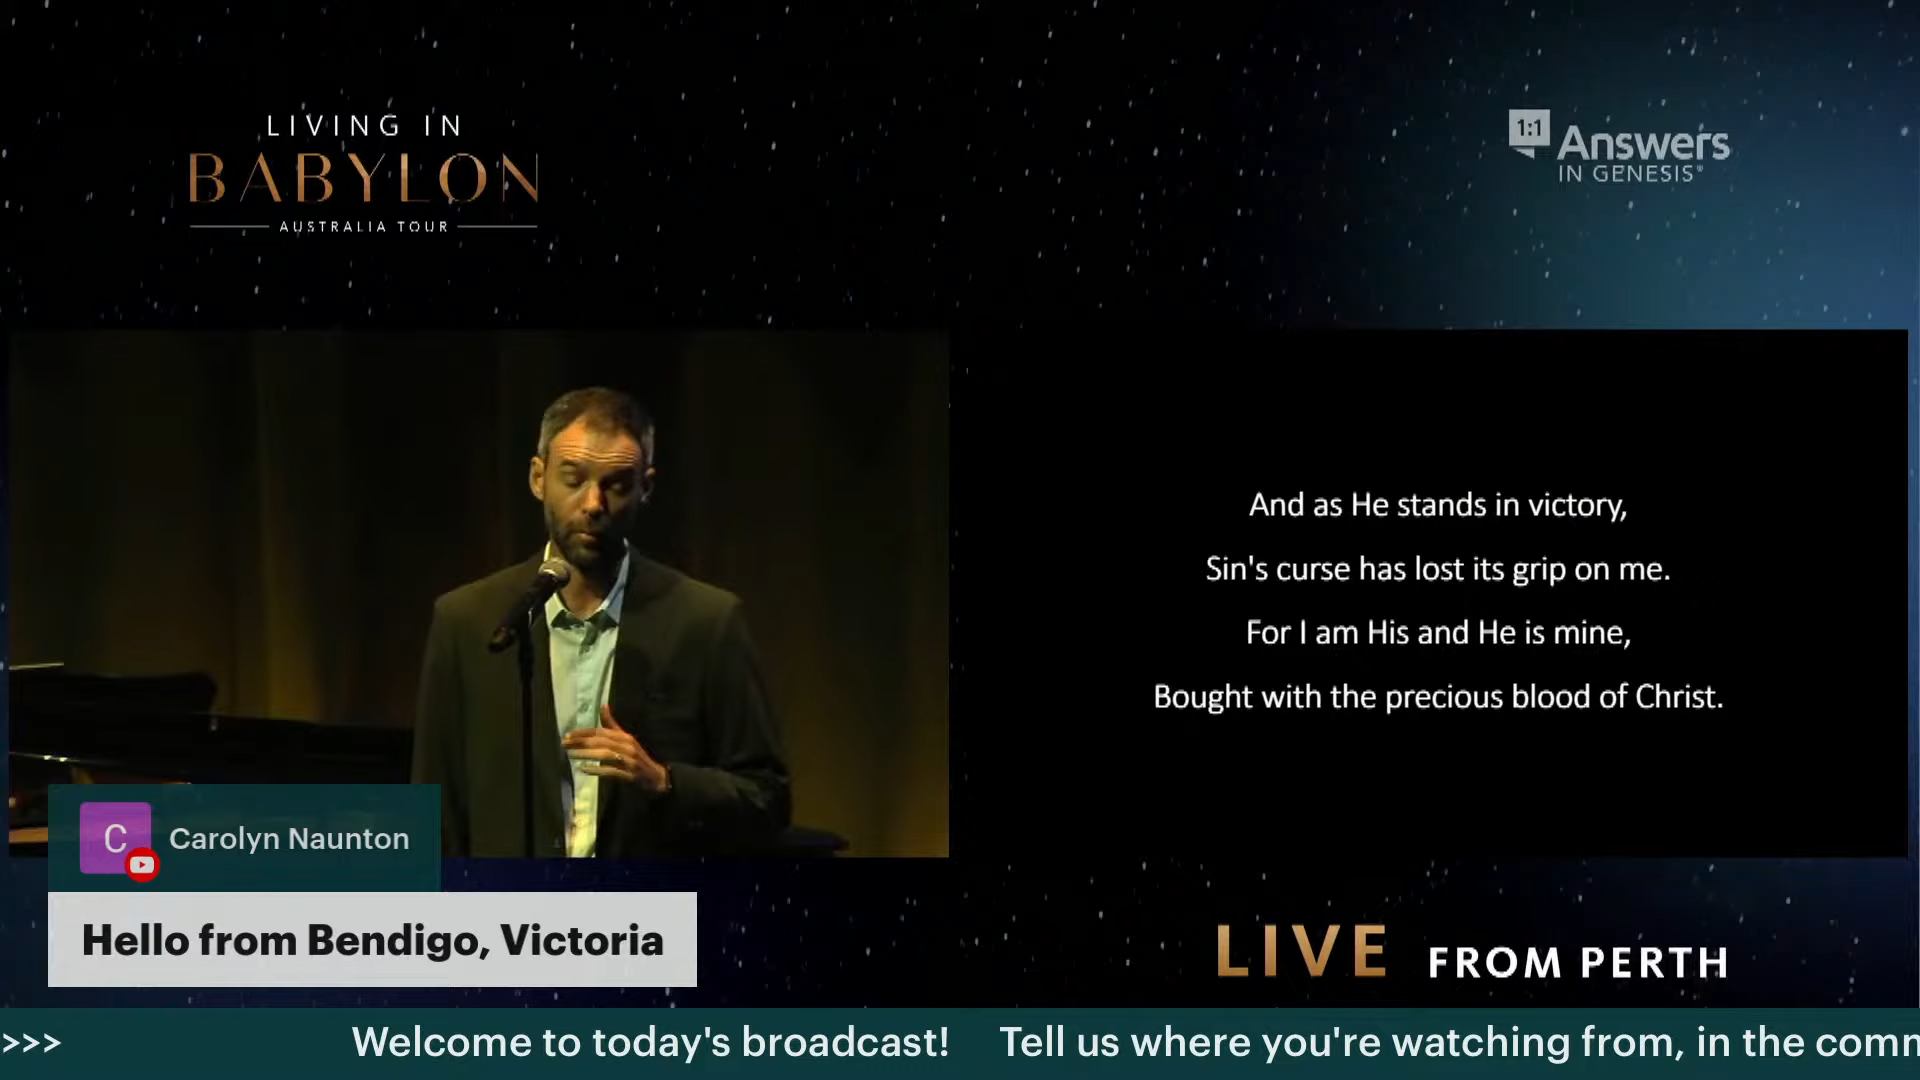 LIVING IN
BABYLON
AUSTRALIA TOUR
1:1
Answers
IN GENESIS®
And as He stands in victory,
Sin's curse has lost its grip on me.
For I am His and He is mine,
Bought with the precious blood of Christ.
C
Carolyn Naunton
Hello from Bendigo, Victoria
LIVE FROM PERTH
>>> Welcome to today's broadcast! Tell us where you're watching from, in the comm